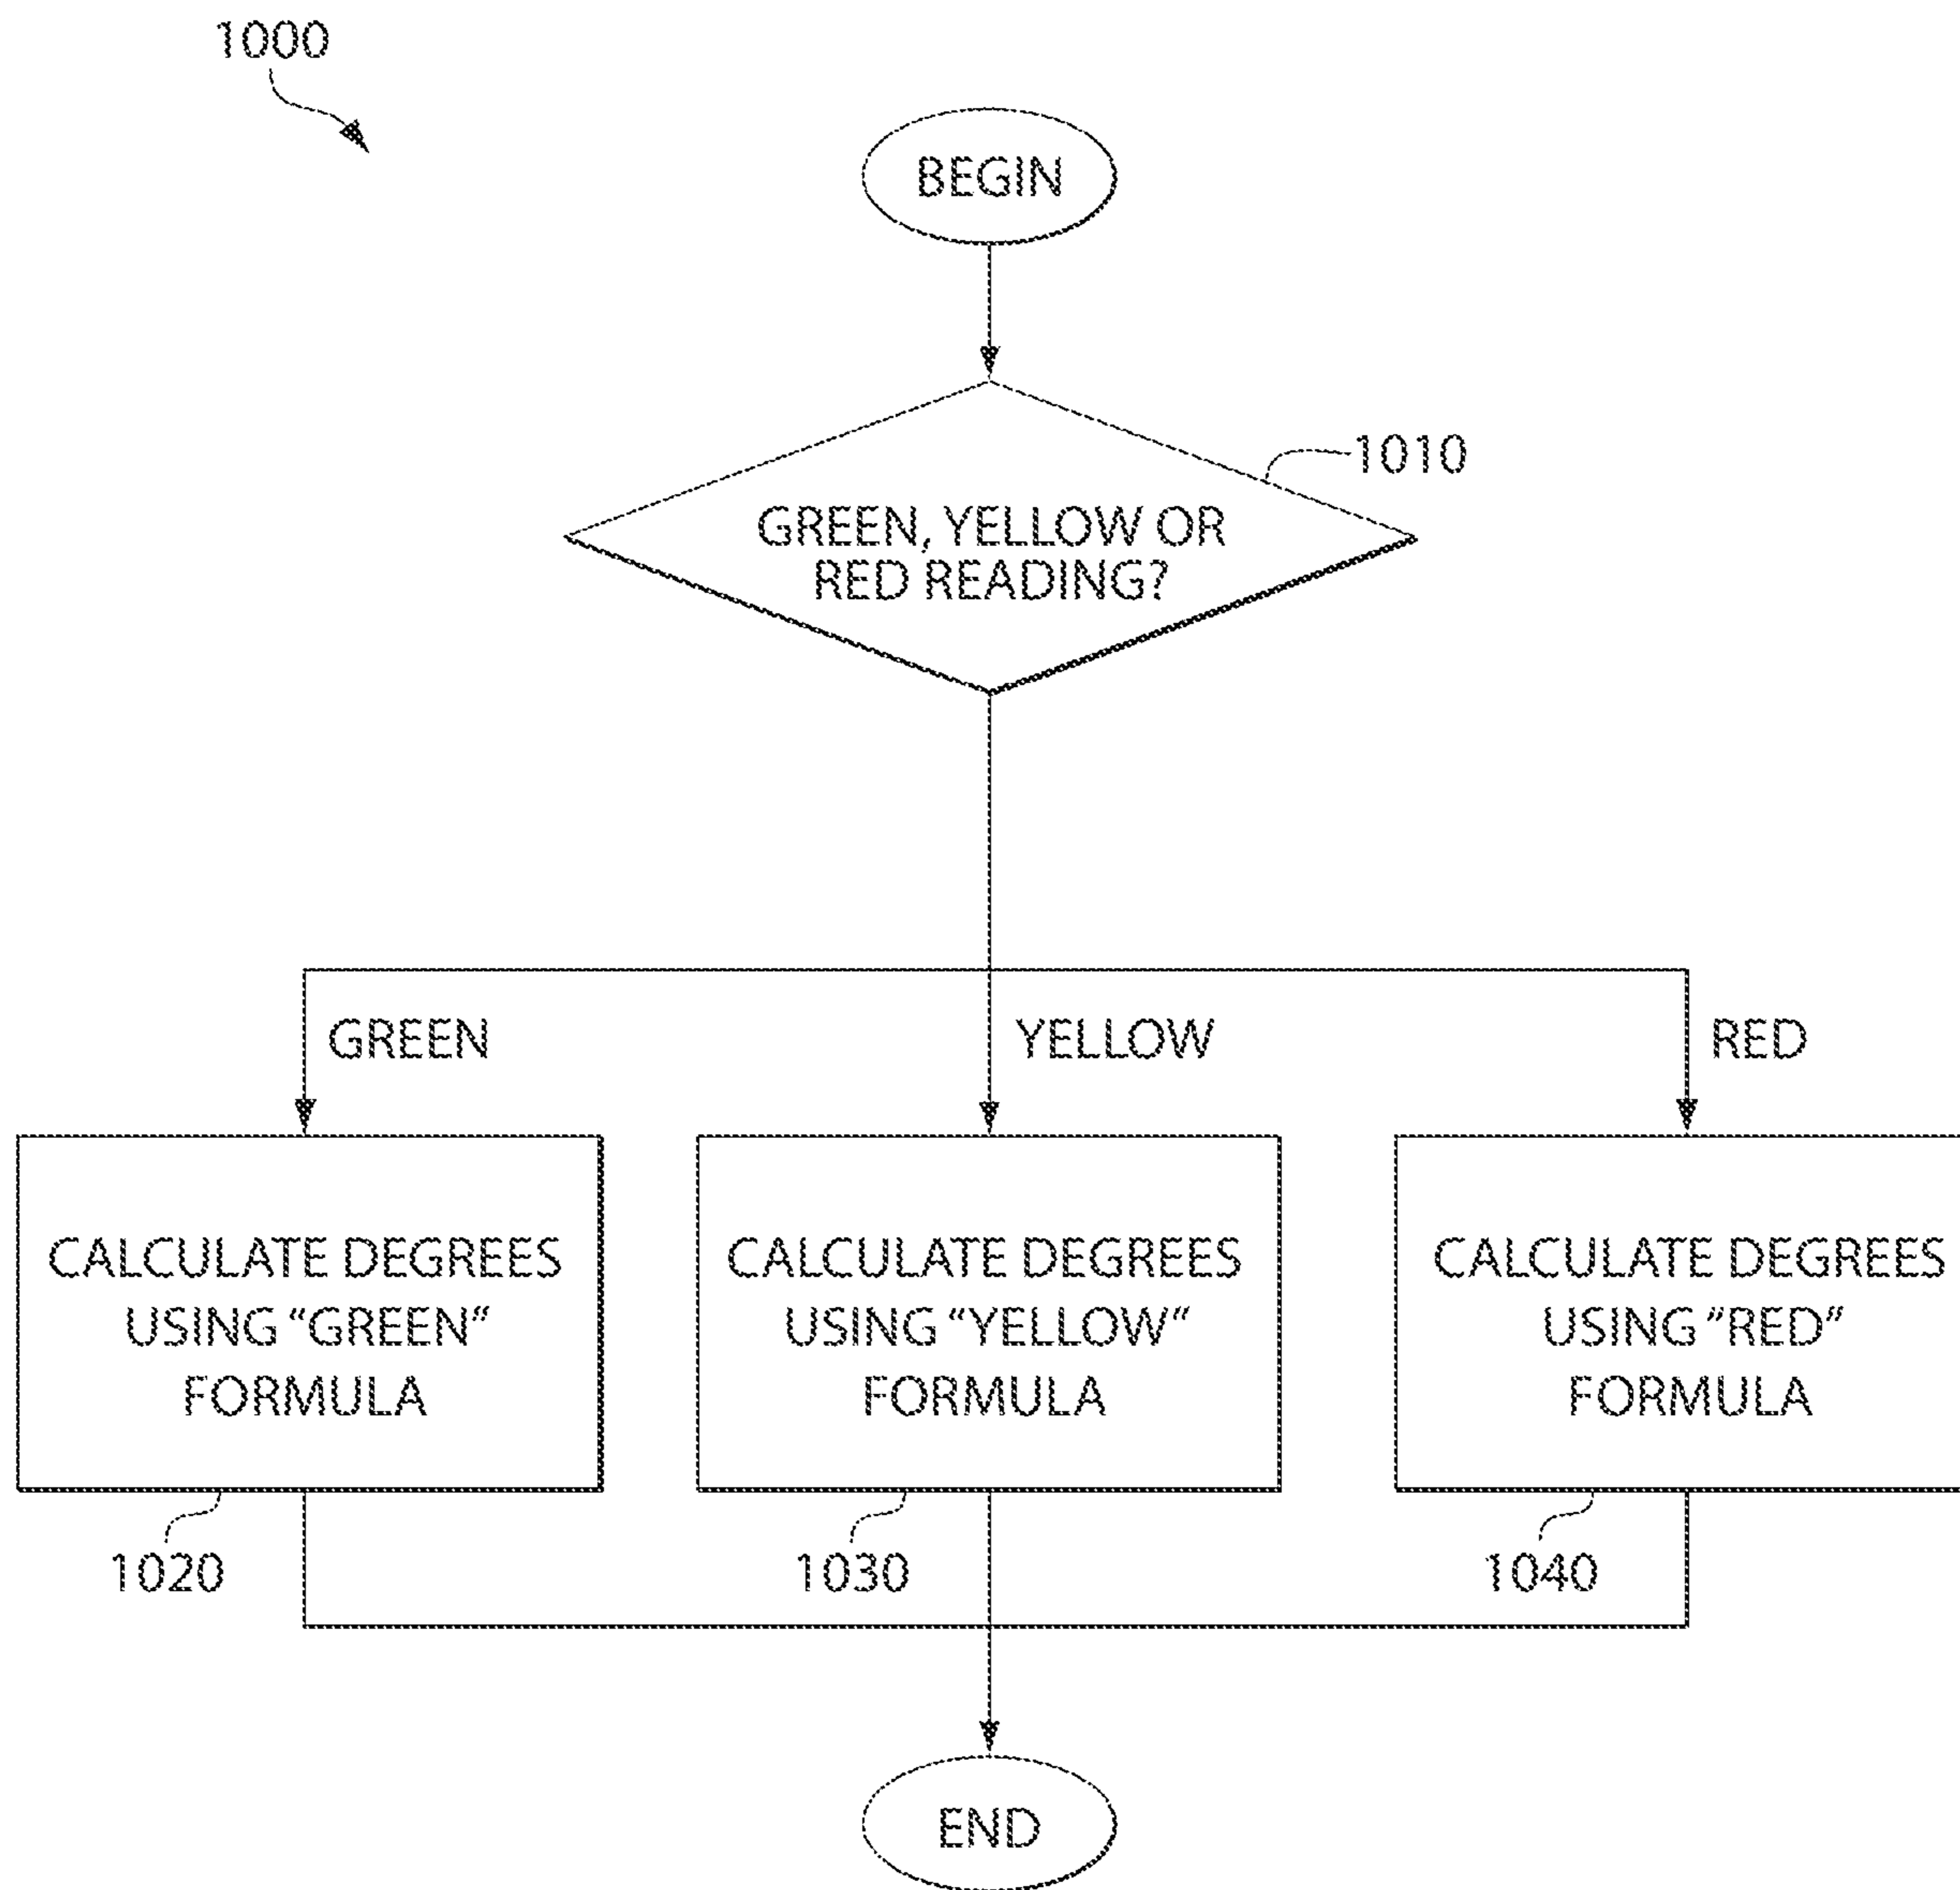 1000
BEGIN
1010
GREEN, YELLOW OR
RED READING?
GREEN
YELLOW
RED
CALCULATE DEGREES
USING “GREEN”
FORMULA
CALCULATE DEGREES
USING “YELLOW”
FORMULA
CALCULATE DEGREES
USING ”RED”
FORMULA
1020
1030
1040
END